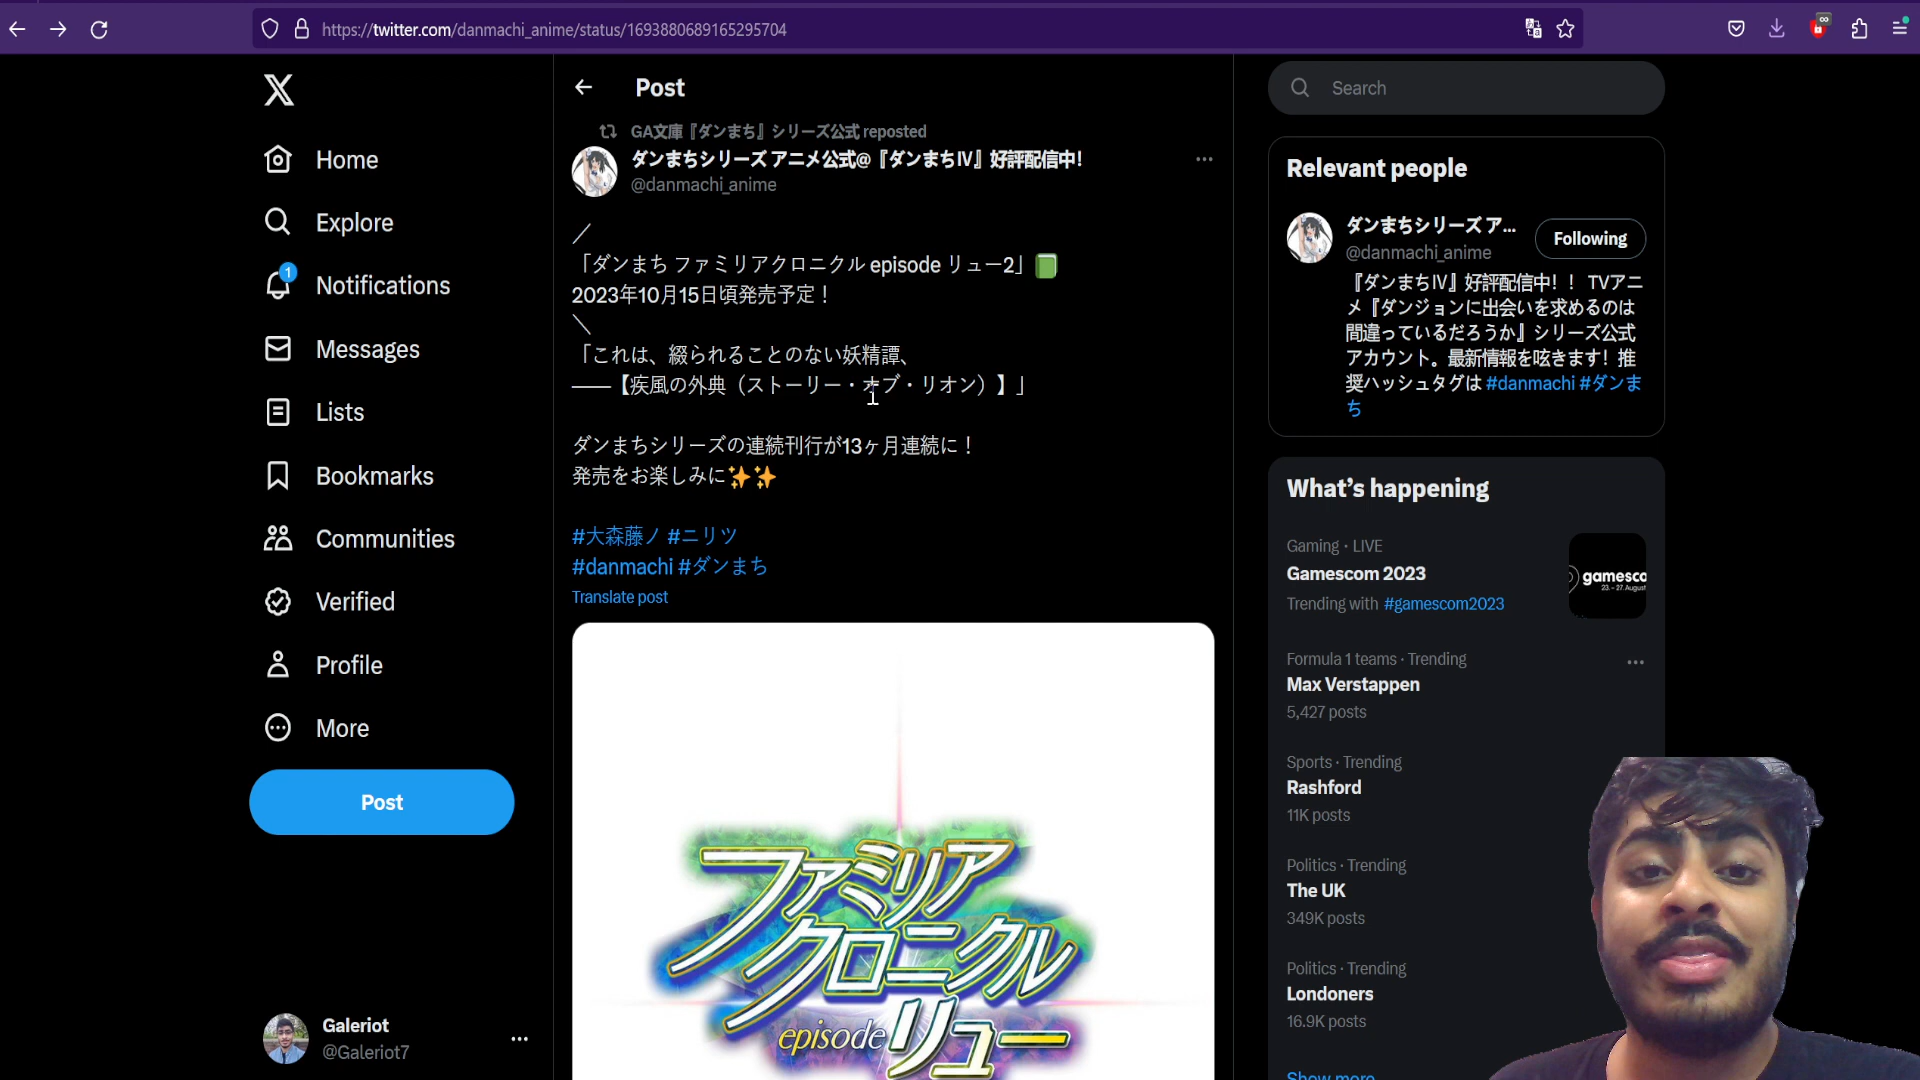 https://twitter.com/danmachi_anime/status/1693880689165295704
Home
Explore
1
Notifications
Messages
Lists
Bookmarks
Communities
Verified
Profile
More
Post
Galeriot
@Galeriot7
Post
GA文庫『ダンまち』シリーズ公式 reposted
ダンまちシリーズ アニメ公式@『ダンまちⅣ』好評配信中！
@danmachi_anime
／
「ダンまち ファミリアクロニクル episode リュー2」📗
2023年10月15日頃発売予定！
＼
「これは、綴られることのない妖精譚、
――【疾風の外典（ストーリー・オブ・リオン）】」
ダンまちシリーズの連続刊行が13ヶ月連続に！
発売をお楽しみに✨✨
#大森藤ノ #ニリツ
#danmachi #ダンまち
Translate post
ファミリア
クロニクル
episode リュー
Search
Relevant people
ダンまちシリーズ ア...
Following
@danmachi_anime
『ダンまちⅣ』好評配信中！！ TVアニ
メ『ダンジョンに出会いを求めるのは
間違っているだろうか』シリーズ公式
アカウント。最新情報を呟きます！推
奨ハッシュタグは #danmachi #ダンま
ち
What's happening
Gaming · LIVE
Gamescom 2023
Trending with #gamescom2023
gamesco
23. – 27. August
Formula 1 teams · Trending
Max Verstappen
5,427 posts
Sports · Trending
Rashford
11K posts
Politics · Trending
The UK
349K posts
Politics · Trending
Londoners
16.9K posts
Show more